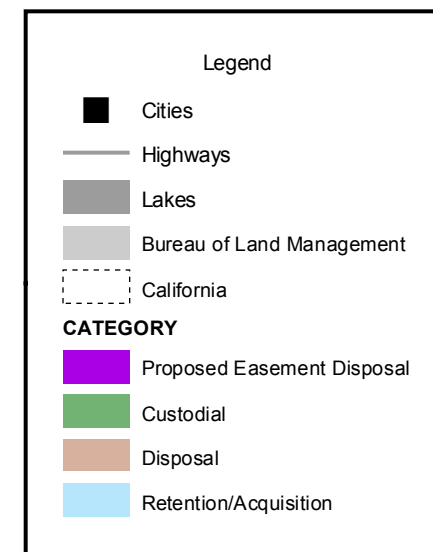 Legend
Cities
Highways
Lakes
Bureau of Land Management
California
CATEGORY
Proposed Easement Disposal
Custodial
Disposal
Retention/Acquisition